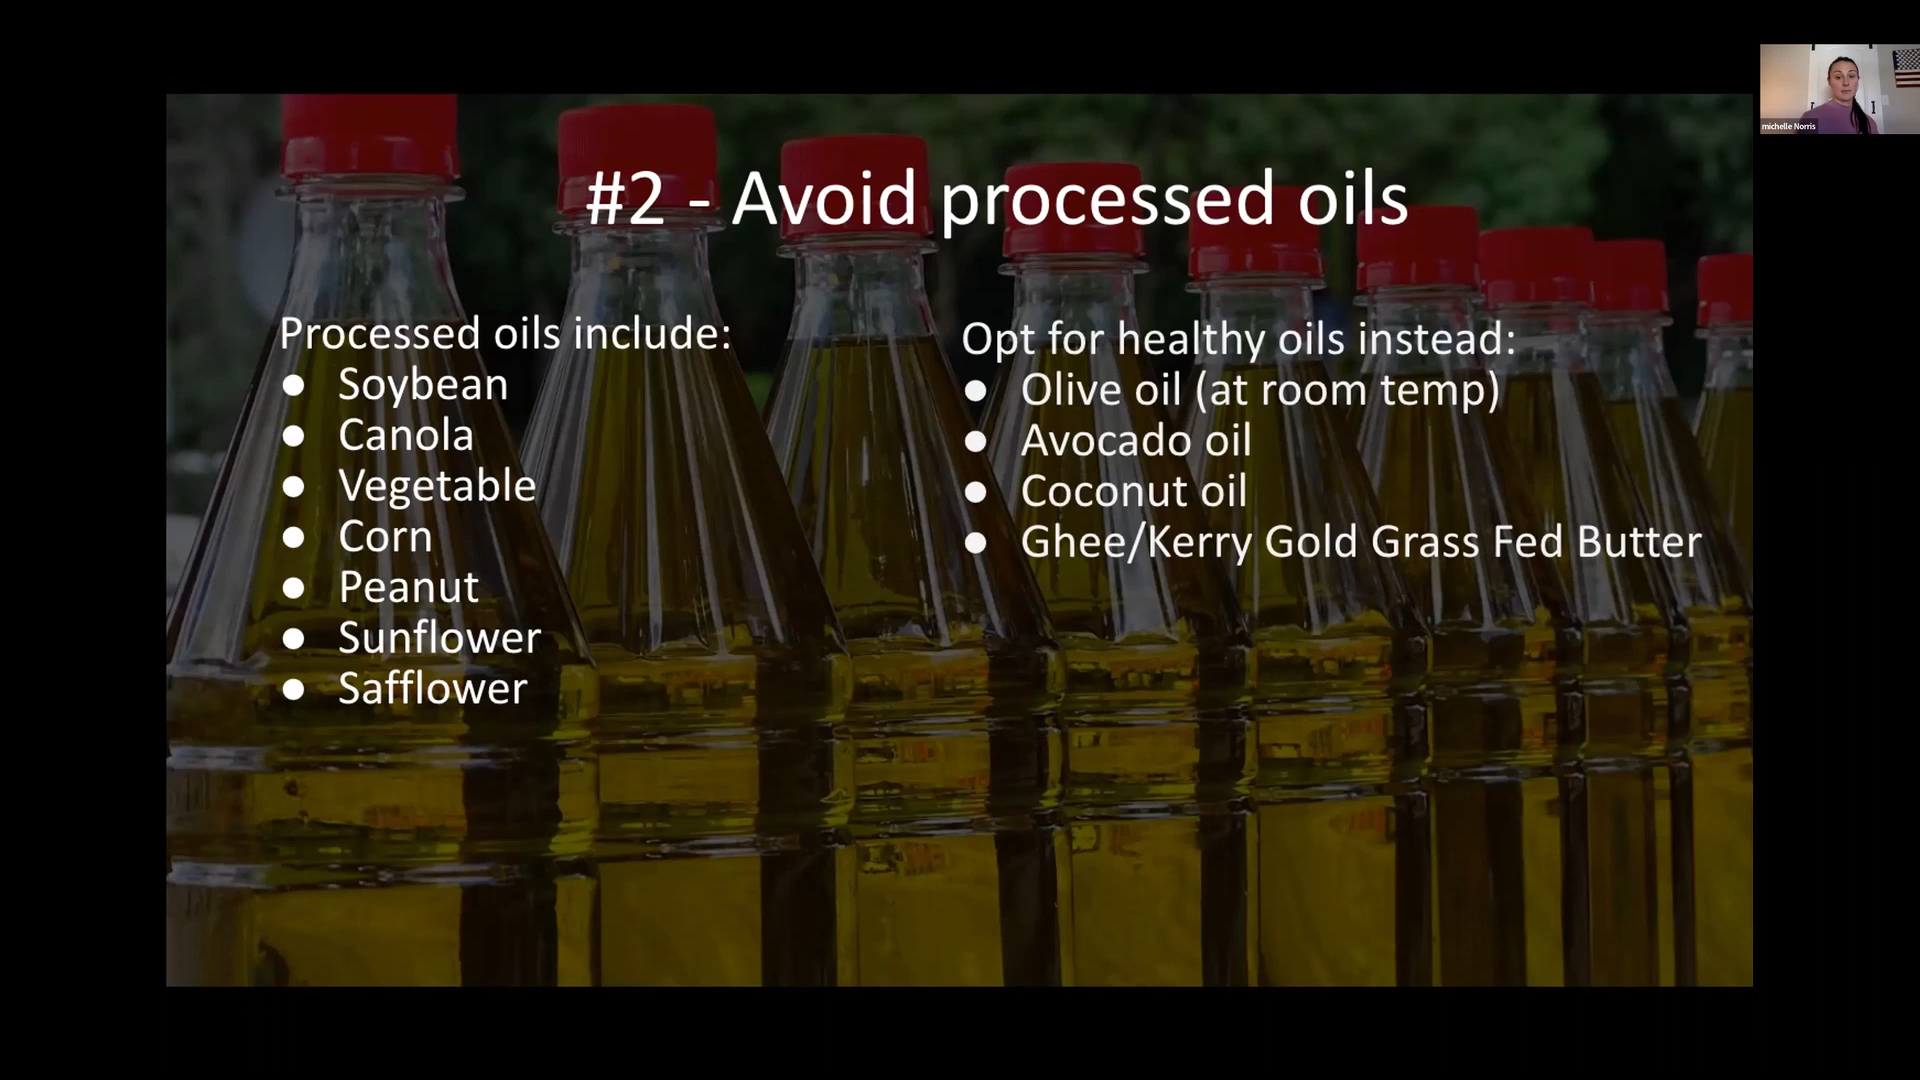 #2 - Avoid processed oils
Processed oils include:
● Soybean
● Canola
● Vegetable
● Corn
● Peanut
● Sunflower
● Safflower
Opt for healthy oils instead:
● Olive oil (at room temp)
● Avocado oil
● Coconut oil
● Ghee/Kerry Gold Grass Fed Butter
michelle Norris